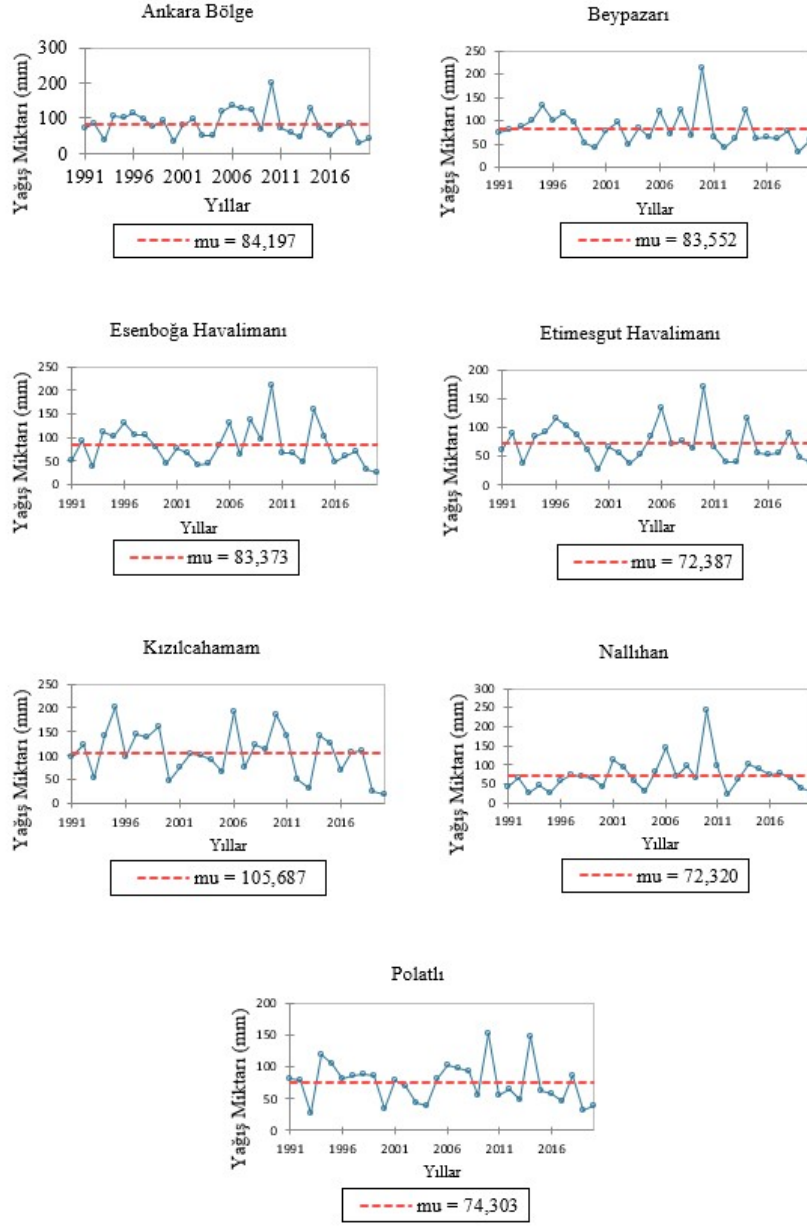 Ankara Bölge
Yağış Miktarı (mm)
300
200
100
0
1991 1996 2001 2006 2011 2016
Yıllar
mu = 84,197
Beypazarı
Yağış Miktarı (mm)
250
200
150
100
50
0
1991 1996 2001 2006 2011 2016
Yıllar
mu = 83,552
Esenboğa Havalimanı
Yağış Miktarı (mm)
250
200
150
100
50
0
1991 1996 2001 2006 2011 2016
Yıllar
mu = 83,373
Etimesgut Havalimanı
Yağış Miktarı (mm)
200
150
100
50
0
1991 1996 2001 2006 2011 2016
Yıllar
mu = 72,387
Kızılcahamam
Yağış Miktarı (mm)
250
200
150
100
50
0
1991 1996 2001 2006 2011 2016
Yıllar
mu = 105,687
Nallıhan
Yağış Miktarı (mm)
300
250
200
150
100
50
0
1991 1996 2001 2006 2011 2016
Yıllar
mu = 72,320
Polatlı
Yağış Miktarı (mm)
200
150
100
50
0
1991 1996 2001 2006 2011 2016
Yıllar
mu = 74,303